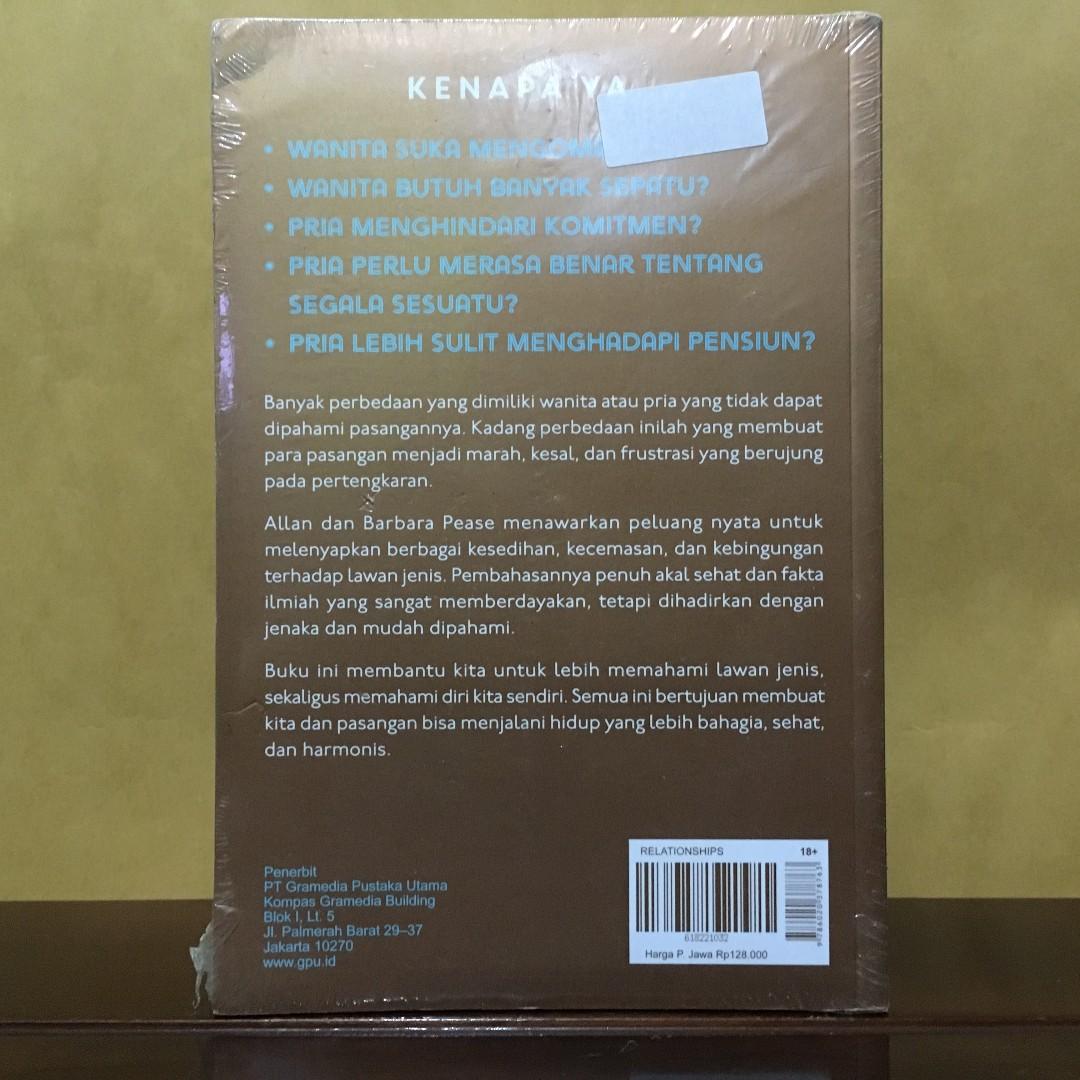 KENAPA YA
• WANITA SUKA
• WANITA BUTUH BANYAK SEPATU?
• PRIA MENGHINDARI KOMITMEN?
• PRIA PERLU MERASA BENAR TENTANG
SEGALA SESUATU?
• PRIA LEBIH SULIT MENGHADAPI PENSIUN?
Banyak perbedaan yang dimiliki wanita atau pria yang tidak dapat
dipahami pasangannya. Kadang perbedaan inilah yang membuat
para pasangan menjadi marah, kesal, dan frustrasi yang berujung
pada pertengkaran.
Allan dan Barbara Pease menawarkan peluang nyata untuk
melenyapkan berbagai kesedihan, kecemasan, dan kebingungan
terhadap lawan jenis. Pembahasannya penuh akal sehat dan fakta
ilmiah yang sangat memberdayakan, tetapi dihadirkan dengan
jenaka dan mudah dipahami.
Buku ini membantu kita untuk lebih memahami lawan jenis,
sekaligus memahami diri kita sendiri. Semua ini bertujuan membuat
kita dan pasangan bisa menjalani hidup yang lebih bahagia, sehat,
dan harmonis.
Penerbit
PT Gramedia Pustaka Utama
Kompas Gramedia Building
Blok I, Lt. 5
Jl. Palmerah Barat 29–37
Jakarta 10270
www.gpu.id
RELATIONSHIPS 18+
618221032
Harga P. Jawa Rp128.000